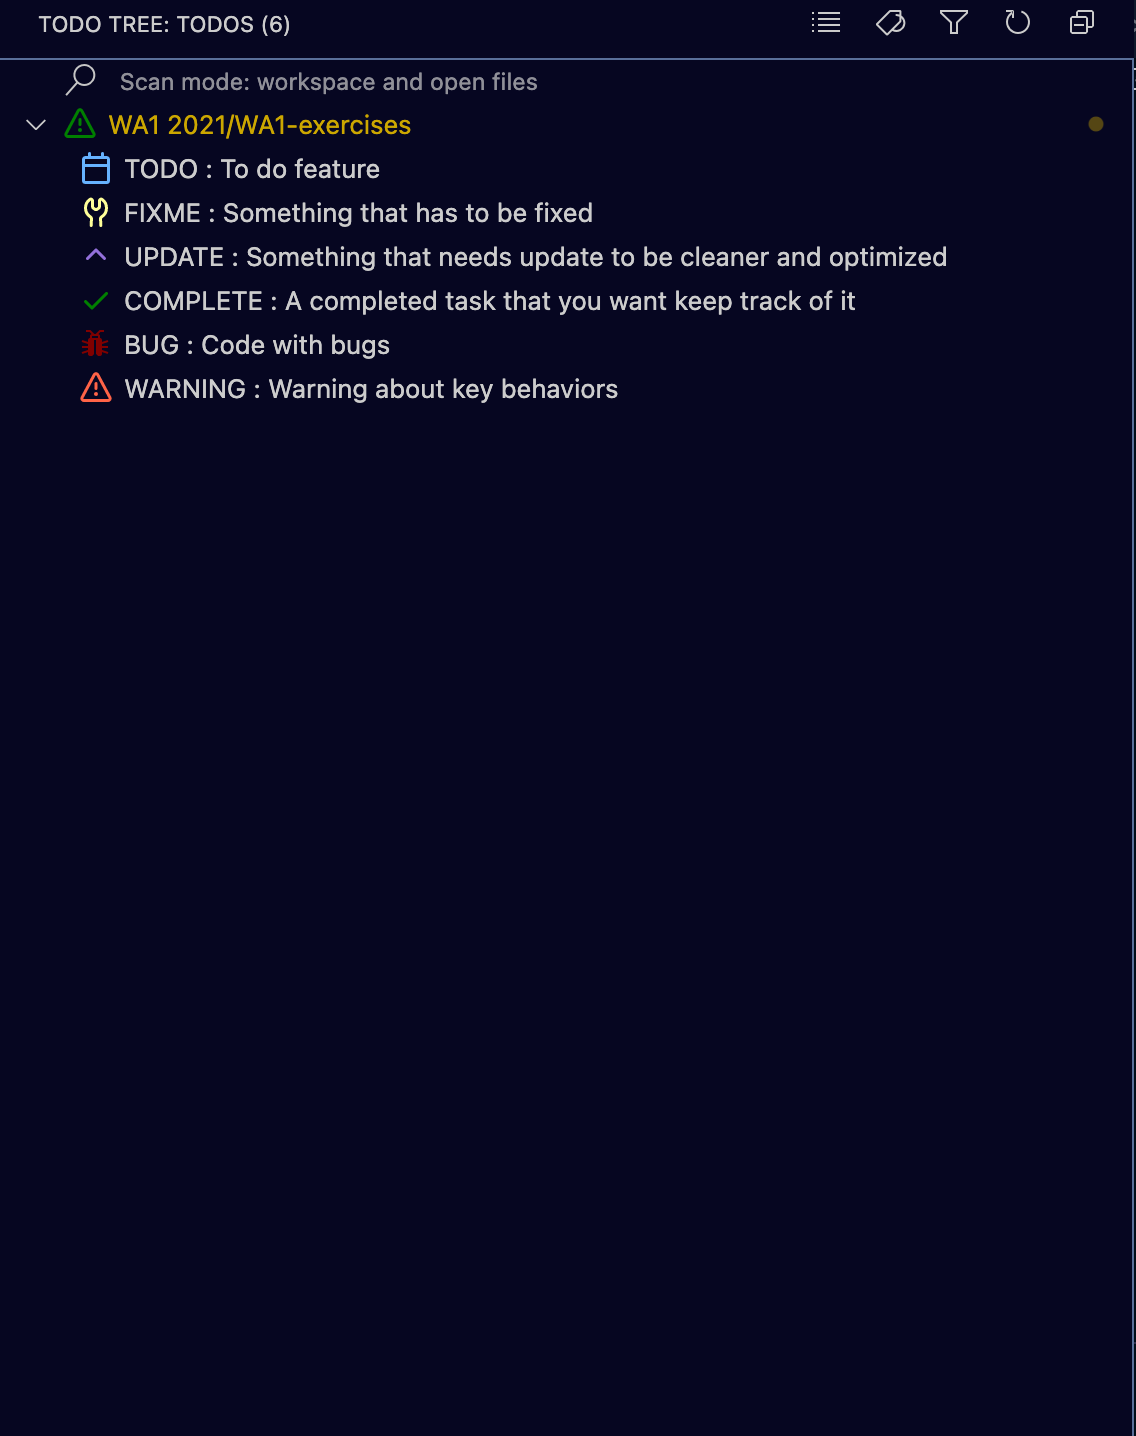 TODO TREE: TODOS (6)
Scan mode: workspace and open files
WA1 2021/WA1-exercises
TODO : To do feature
FIXME : Something that has to be fixed
UPDATE : Something that needs update to be cleaner and optimized
COMPLETE : A completed task that you want keep track of it
BUG : Code with bugs
WARNING : Warning about key behaviors